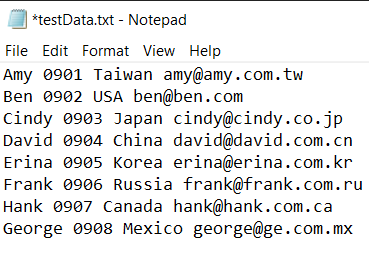 *testData.txt - Notepad
File Edit Format View Help
Amy 0901 Taiwan amy@amy.com.tw
Ben 0902 USA ben@ben.com
Cindy 0903 Japan cindy@cindy.co.jp
David 0904 China david@david.com.cn
Erina 0905 Korea erina@erina.com.kr
Frank 0906 Russia frank@frank.com.ru
Hank 0907 Canada hank@hank.com.ca
George 0908 Mexico george@ge.com.mx